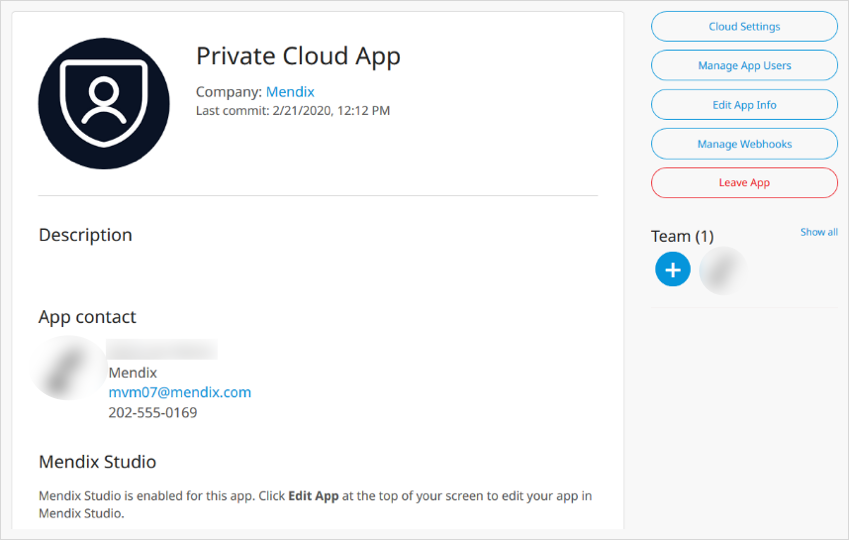 Private Cloud App
Company: Mendix
Last commit: 2/21/2020, 12:12 PM
Description
App contact
Mendix
mvm07@mendix.com
202-555-0169
Mendix Studio
Mendix Studio is enabled for this app. Click Edit App at the top of your screen to edit your app in
Mendix Studio.
Cloud Settings
Manage App Users
Edit App Info
Manage Webhooks
Leave App
Team (1)
Show all